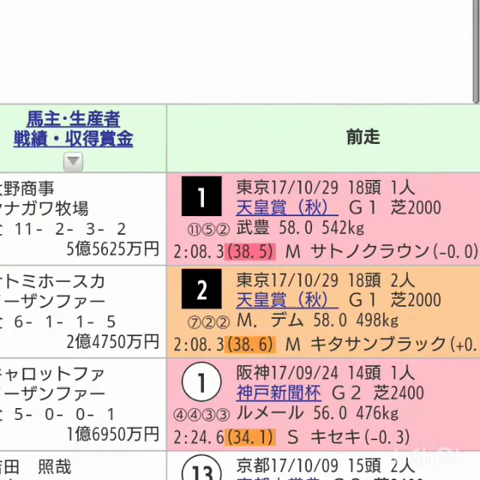 馬主･生産者
戦績・収得賞金
前走
野商事
ナガワ牧場
11- 2- 3- 2
5億5625万円
1
東京17/10/29 18頭 1人
天皇賞（秋） G1 芝2000
⑪⑤② 武豊 58.0 542kg
2:08.3(38.5) M サトノクラウン(-0.0)
トミホースカ
ーザンファー
6- 1- 1- 5
2億4750万円
2
東京17/10/29 18頭 2人
天皇賞（秋） G1 芝2000
⑦②② M．デム 58.0 498kg
2:08.3(38.6) M キタサンブラック(+0.
ャロットファ
ーザンファー
5- 0- 0- 1
1億6950万円
1
阪神17/09/24 14頭 1人
神戸新聞杯 G2 芝2400
④④③③ ルメール 56.0 476kg
2:24.6(34.1) S キセキ(-0.3)
田 照哉
13
京都17/10/09 15頭 2人